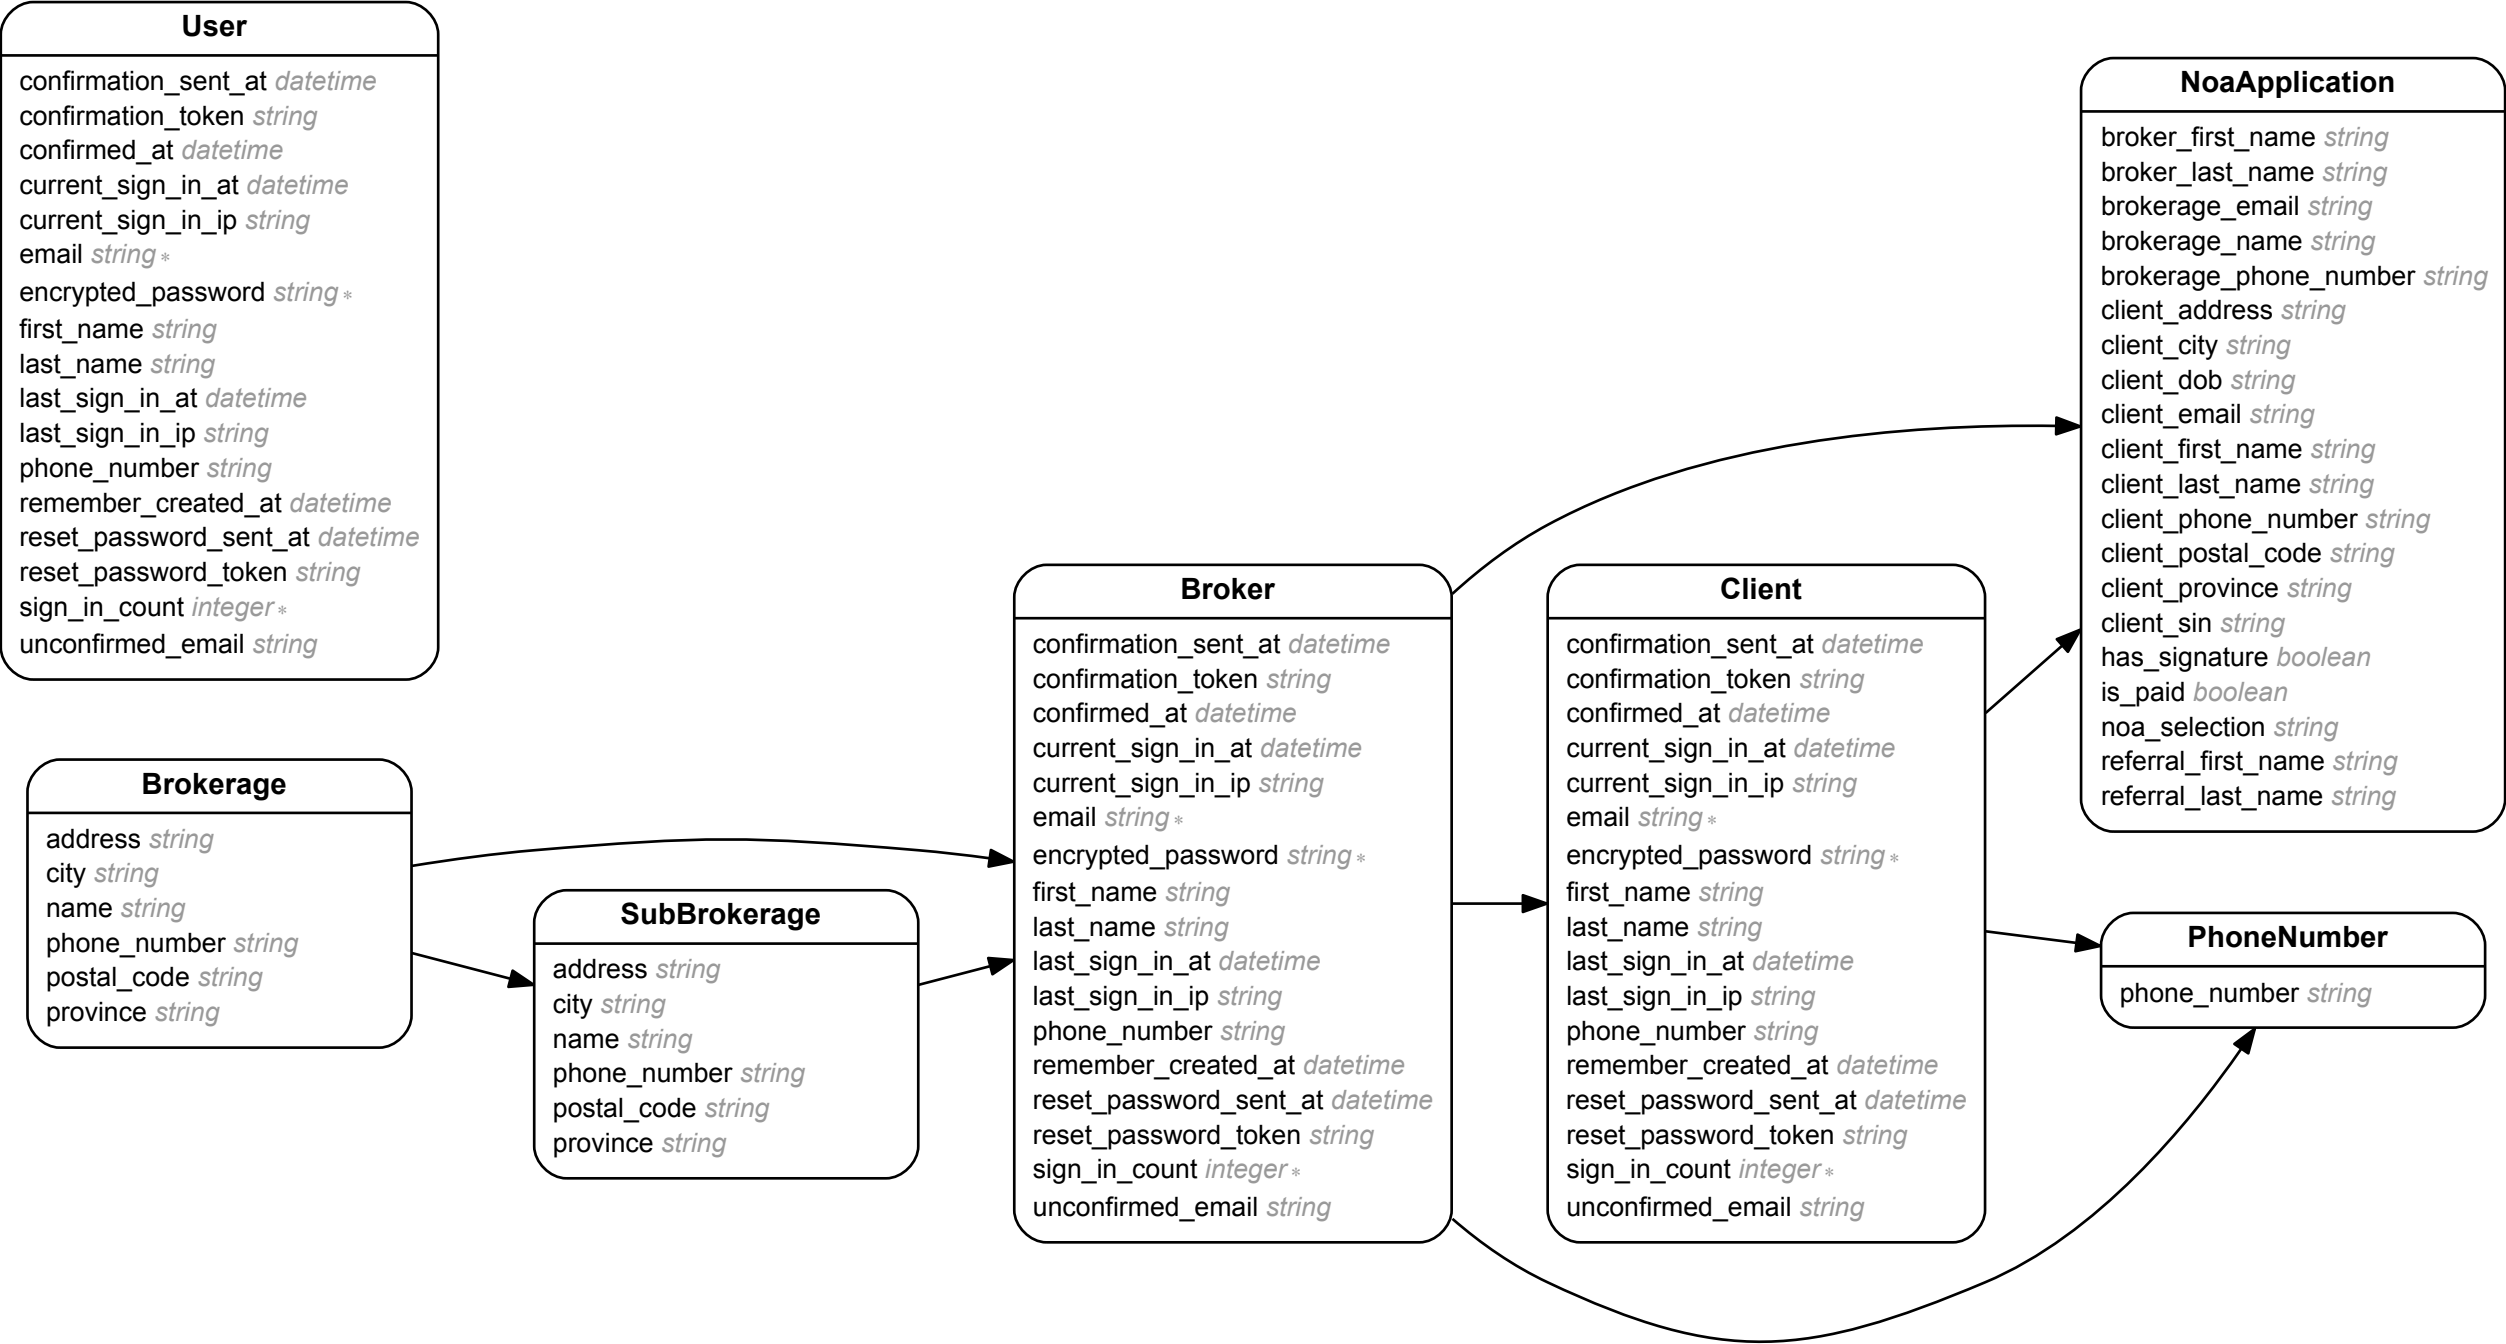 User
confirmation_sent_at datetime
confirmation_token string
confirmed_at datetime
current_sign_in_at datetime
current_sign_in_ip string
email string *
encrypted_password string *
first_name string
last_name string
last_sign_in_at datetime
last_sign_in_ip string
phone_number string
remember_created_at datetime
reset_password_sent_at datetime
reset_password_token string
sign_in_count integer *
unconfirmed_email string
Brokerage
address string
city string
name string
phone_number string
postal_code string
province string
SubBrokerage
address string
city string
name string
phone_number string
postal_code string
province string
Broker
confirmation_sent_at datetime
confirmation_token string
confirmed_at datetime
current_sign_in_at datetime
current_sign_in_ip string
email string *
encrypted_password string *
first_name string
last_name string
last_sign_in_at datetime
last_sign_in_ip string
phone_number string
remember_created_at datetime
reset_password_sent_at datetime
reset_password_token string
sign_in_count integer *
unconfirmed_email string
Client
confirmation_sent_at datetime
confirmation_token string
confirmed_at datetime
current_sign_in_at datetime
current_sign_in_ip string
email string *
encrypted_password string *
first_name string
last_name string
last_sign_in_at datetime
last_sign_in_ip string
phone_number string
remember_created_at datetime
reset_password_sent_at datetime
reset_password_token string
sign_in_count integer *
unconfirmed_email string
NoaApplication
broker_first_name string
broker_last_name string
brokerage_email string
brokerage_name string
brokerage_phone_number string
client_address string
client_city string
client_dob string
client_email string
client_first_name string
client_last_name string
client_phone_number string
client_postal_code string
client_province string
client_sin string
has_signature boolean
is_paid boolean
noa_selection string
referral_first_name string
referral_last_name string
PhoneNumber
phone_number string